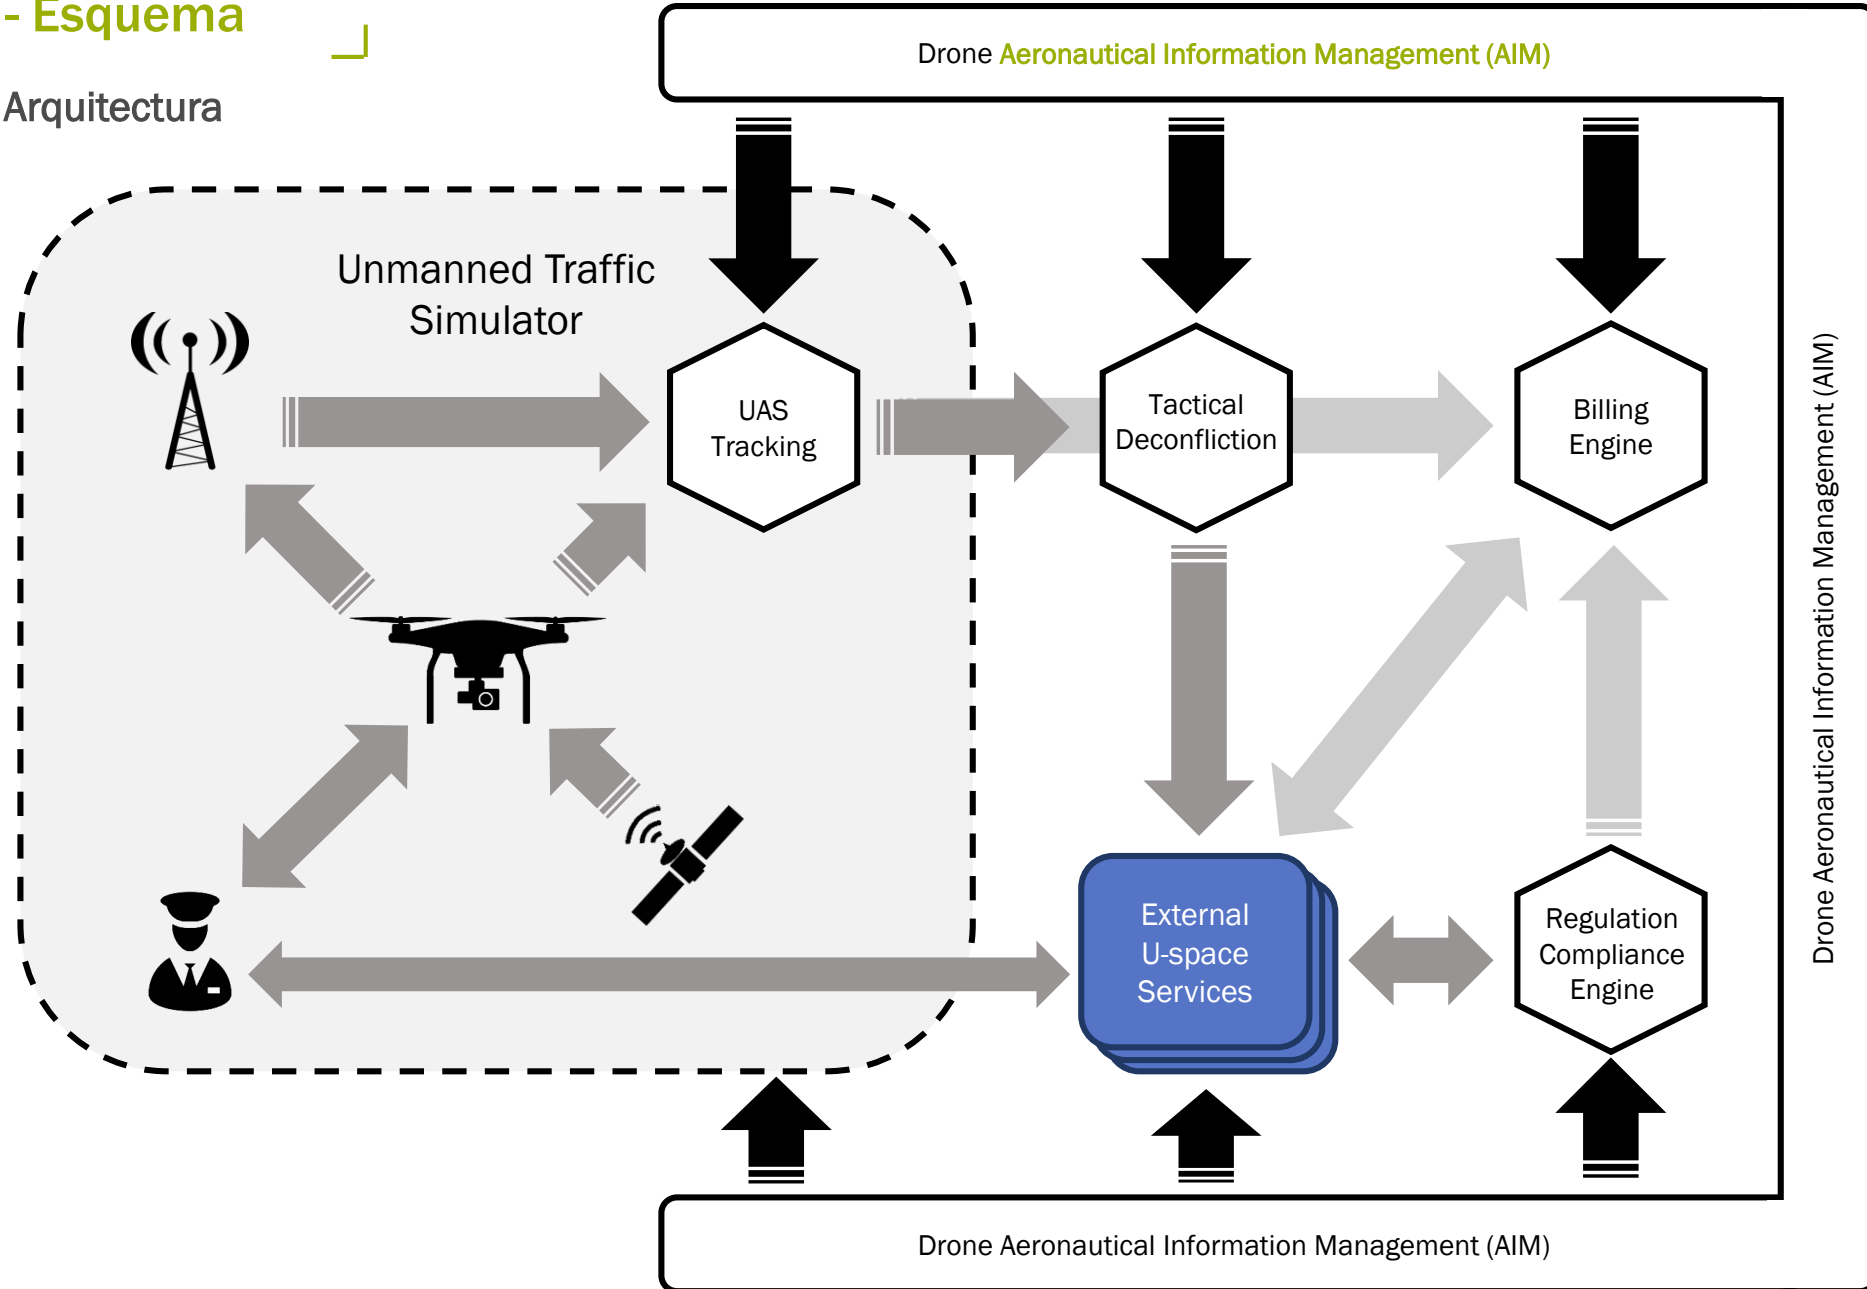 - Esquema
Arquitectura
Drone Aeronautical Information Management (AIM)
Unmanned Traffic
Simulator
UAS
Tracking
Tactical
Deconfliction
Billing
Engine
External
U-space
Services
Regulation
Compliance
Engine
Drone Aeronautical Information Management (AIM)
Drone Aeronautical Information Management (AIM)